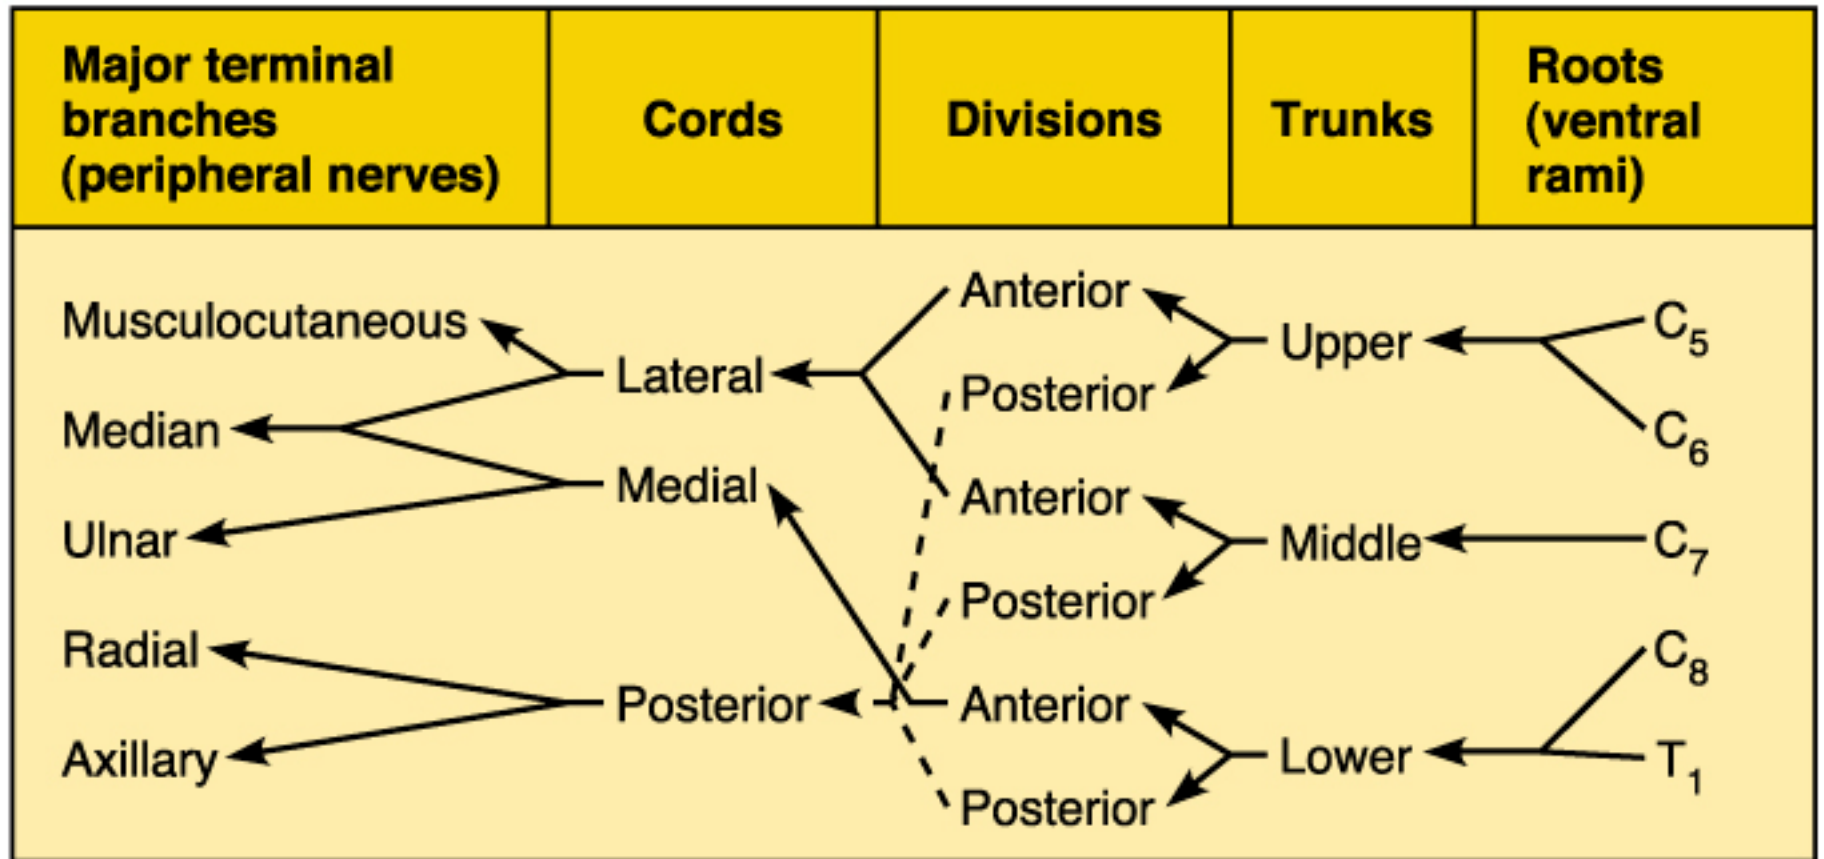 Major terminal
branches
(peripheral nerves)
Cords
Divisions
Trunks
Roots
(ventral
rami)
Musculocutaneous
Median
Ulnar
Radial
Axillary
Lateral
Medial
Posterior
Anterior
Posterior
Anterior
Posterior
Anterior
Posterior
Upper
Middle
Lower
C5
C6
C7
C8
T1